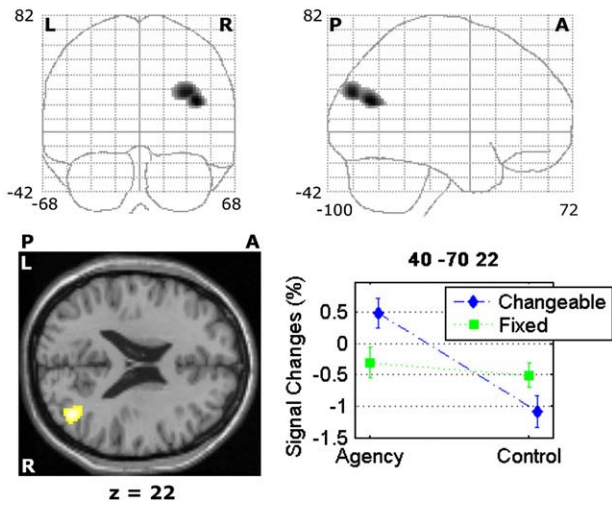 82
L
R
-42
-68
68
82
P
A
-42
-100
72
P
A
L
R
z = 22
40 -70 22
Signal Changes (%)
0.5
0
-0.5
-1
-1.5
Changeable
Fixed
Agency
Control